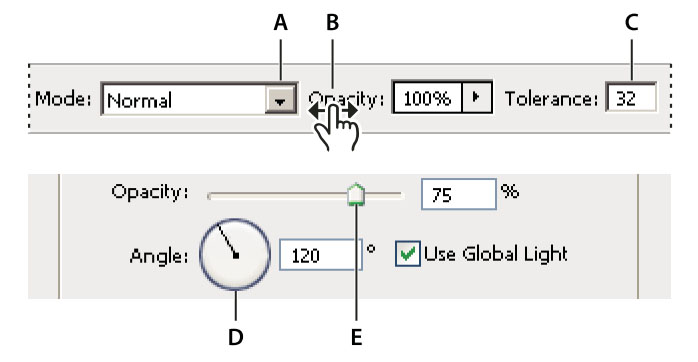 A B C
Mode: Normal Opacity: 100% Tolerance: 32
Opacity: 75 %
Angle: 120 ° Use Global Light
D E